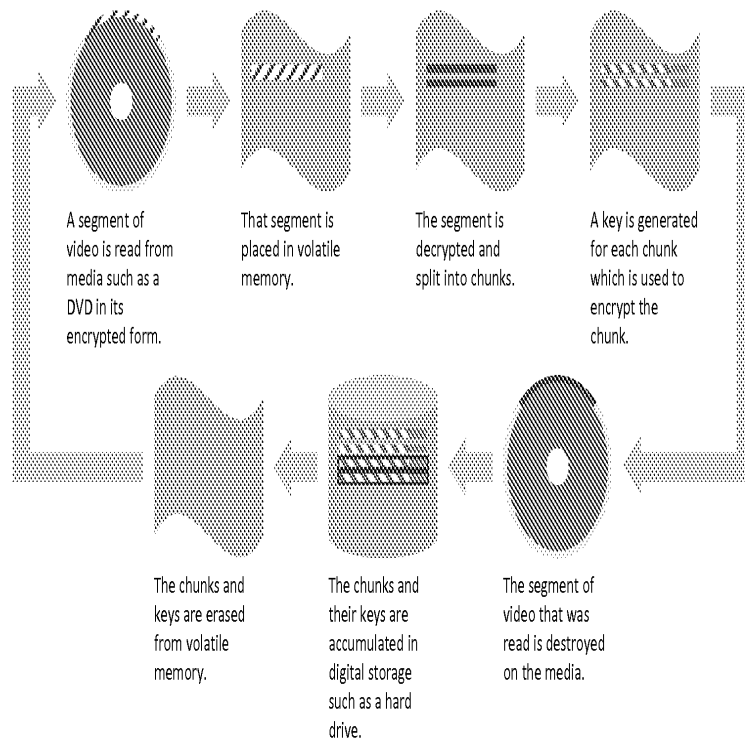 A segment of
video is read from
media such as a
DVD in its
encrypted form.
That segment is
placed in volatile
memory.
The segment is
decrypted and
split into chunks.
A key is generated
for each chunk
which is used to
encrypt the
chunk.
The chunks and
keys are erased
from volatile
memory.
The chunks and
their keys are
accumulated in
digital storage
such as a hard
drive.
The segment of
video that was
read is destroyed
on the media.